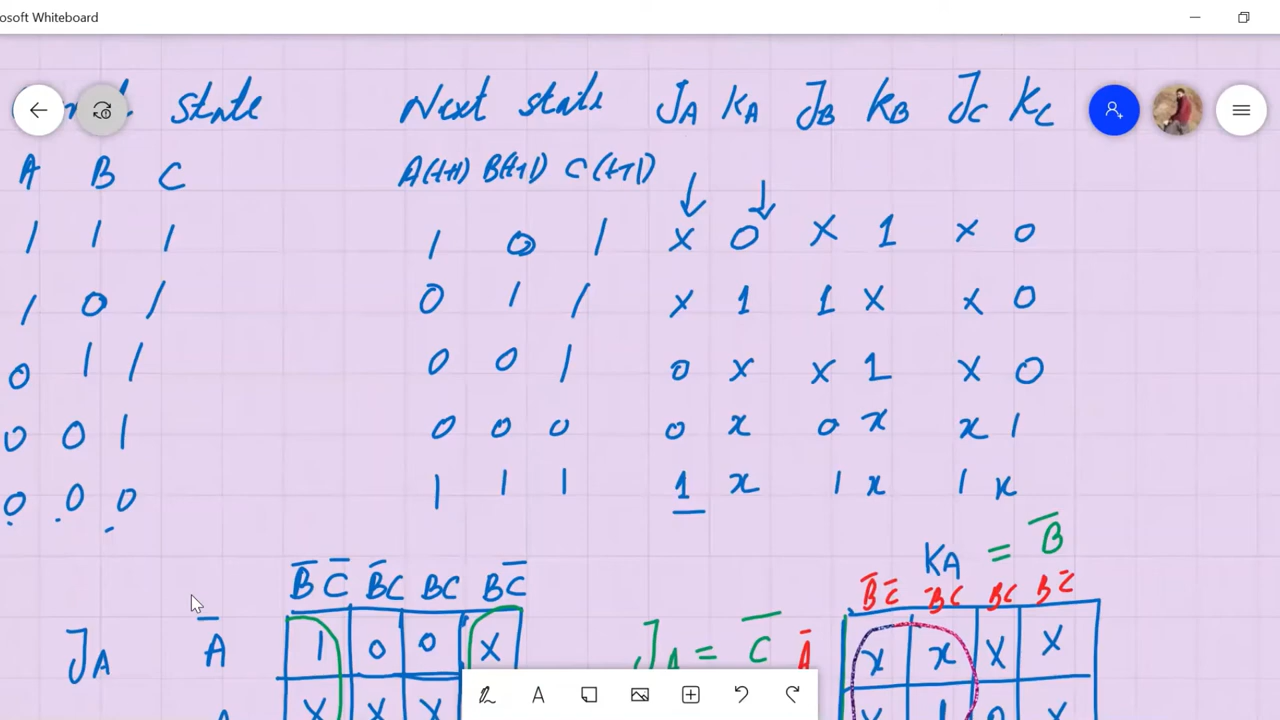 osoft Whiteboard
State Next state JA KA JB KB JC KC
A B C A(t+1) B(t+1) C(t+1)
1 1 1 1 0 1 x 0 x 1 x 0
1 0 1 0 1 1 x 1 1 x x 0
0 1 1 0 0 1 0 x x 1 x 0
0 0 1 0 0 0 0 x 0 x x 1
0 0 0 1 1 1 1 x 1 x 1 x
KA = B̅
B̅ C̅ B̅C BC BC̅ B̅C̅ B̅C BC BC̅
JA A̅ 1 0 0 X JA = C̅ A̅ x x X X